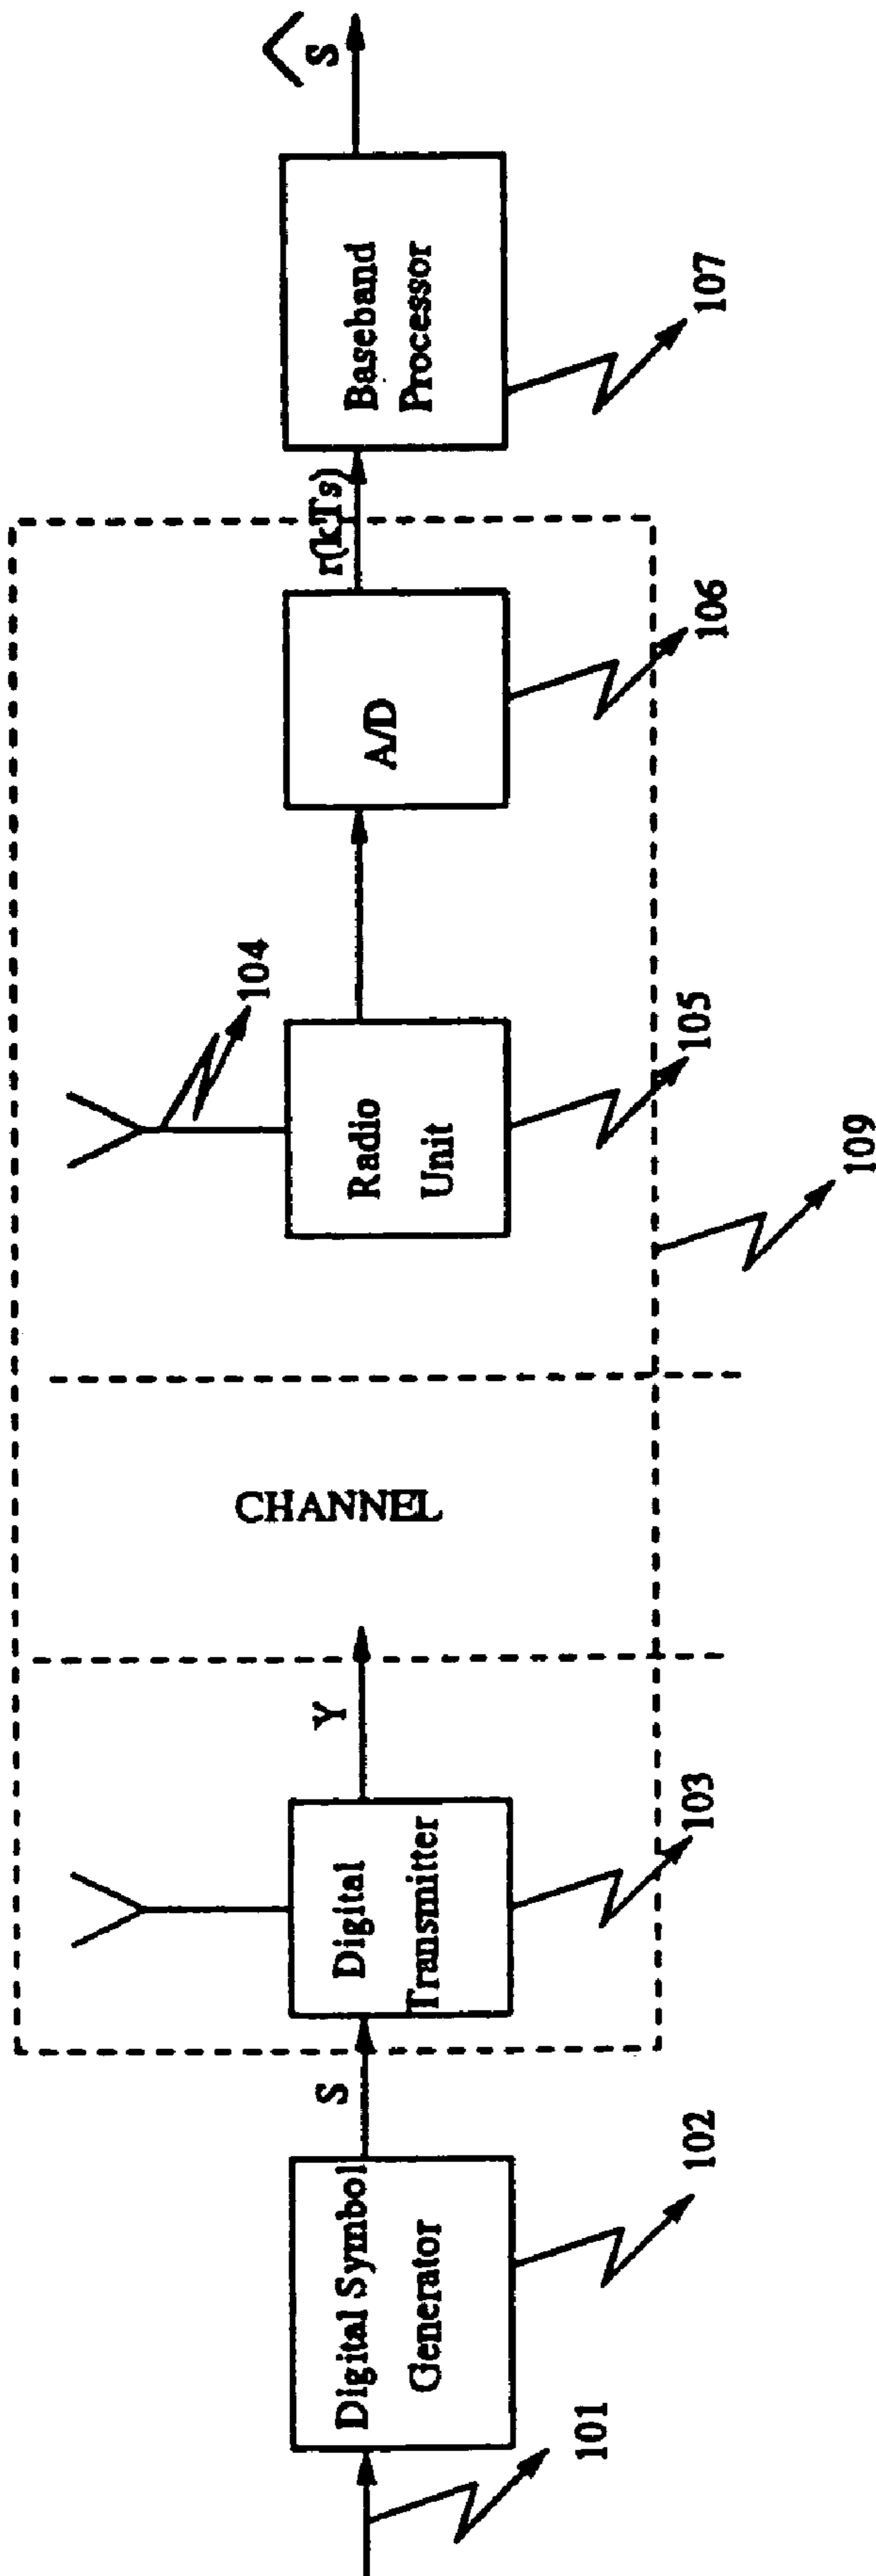 101
Digital Symbol
Generator
102
S
Digital
Transmitter
103
Y
CHANNEL
109
104
Radio
Unit
105
A/D
106
r(kTs)
Baseband
Processor
107
Ŝ